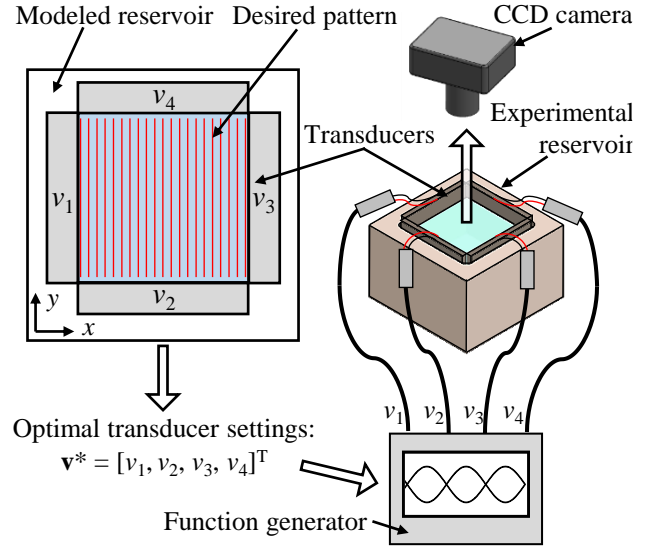 Modeled reservoir
Desired pattern
CCD camera
v4
v1
v3
v2
y
x
Transducers
Experimental
reservoir
Optimal transducer settings:
v* = [v1, v2, v3, v4]T
v1 v2 v3 v4
Function generator